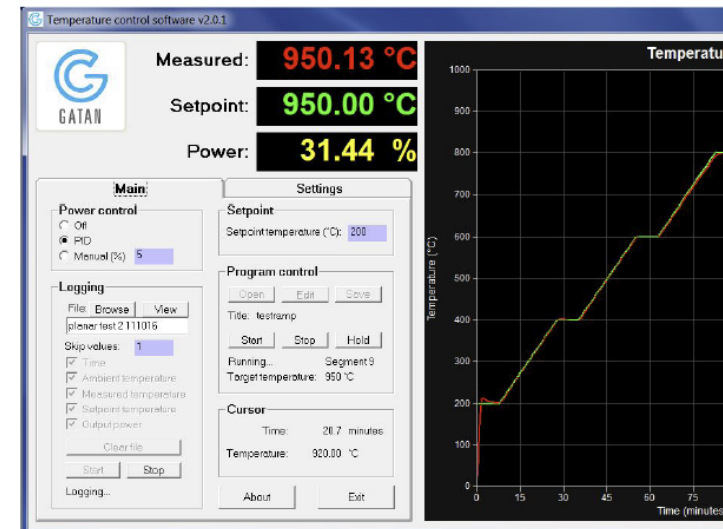 Temperature control software v2.0.1
GATAN
Measured: 950.13 °C
Setpoint: 950.00 °C
Power: 31.44 %
Main Settings
Power control
Off
PID
Manual (%) 5
Logging
File: Browse View
planar test 2 111016
Skip values: 1
Time
Ambient temperature
Measured temperature
Setpoint temperature
Output power
Clear file
Start Stop
Logging...
Setpoint
Setpoint temperature (°C): 200
Program control
Open Edit Save
Title: testramp
Start Stop Hold
Running... Segment 9
Target temperature: 950 °C
Cursor
Time: 28.7 minutes
Temperature: 920.00 °C
About Exit
Temperatu
1000
900
800
700
600
500
400
300
200
100
0
Temperature (°C)
0 15 30 45 60 75
Time (minutes